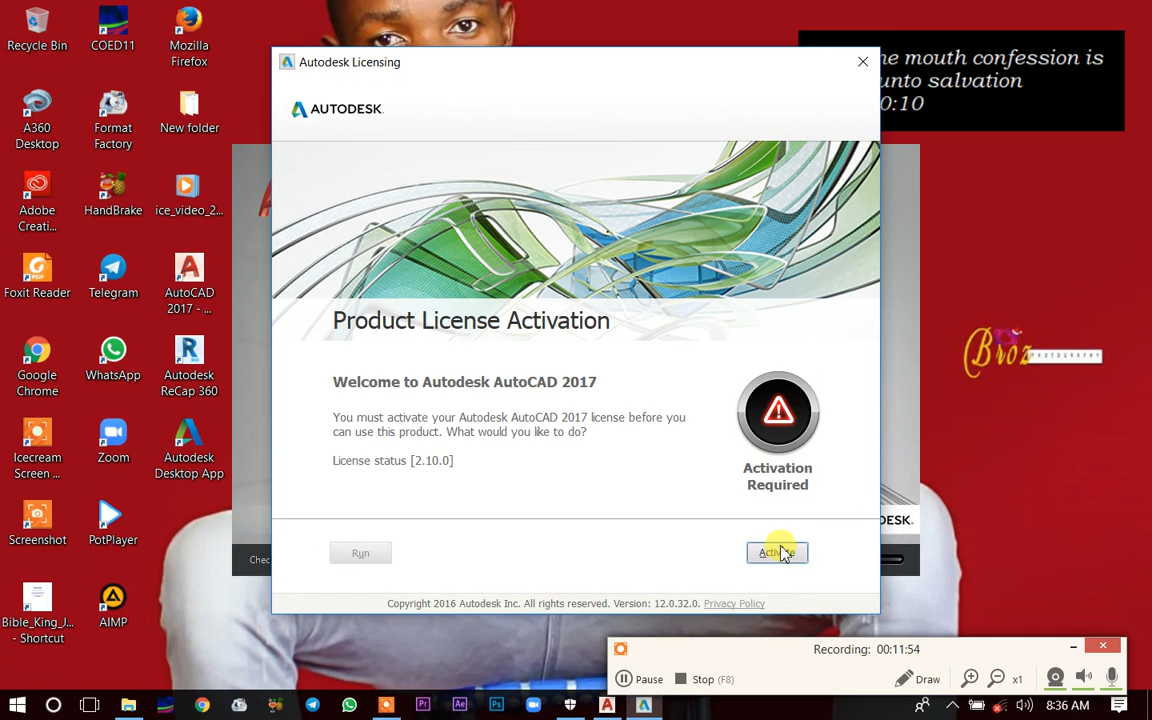 Recycle Bin
COED11
Mozilla
Firefox
A360
Desktop
Format
Factory
New folder
Adobe
Creati...
HandBrake
ice_video_2...
Foxit Reader
Telegram
AutoCAD
2017 - ...
Google
Chrome
WhatsApp
Autodesk
ReCap 360
Icecream
Screen ...
Zoom
Autodesk
Desktop App
Screenshot
PotPlayer
Bible_King_J...
- Shortcut
AIMP
he mouth confession is
unto salvation
0:10
Broz
PHOTOGRAPHY
Autodesk Licensing
AUTODESK.
Product License Activation
Welcome to Autodesk AutoCAD 2017
You must activate your Autodesk AutoCAD 2017 license before you
can use this product. What would you like to do?
License status [2.10.0]
Activation
Required
Run
Activate
Copyright 2016 Autodesk Inc. All rights reserved. Version: 12.0.32.0. Privacy Policy
DESK.
Chec
Recording: 00:11:54
Pause
Stop (F8)
Draw
x1
8:36 AM